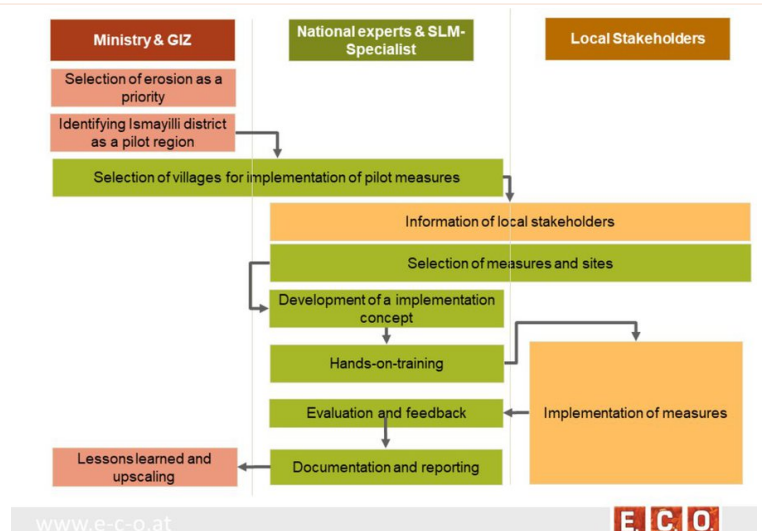 Ministry & GIZ
National experts & SLM-
Specialist
Local Stakeholders
Selection of erosion as a
priority
Identifying Ismayilli district
as a pilot region
Selection of villages for implementation of pilot measures
Information of local stakeholders
Selection of measures and sites
Development of a implementation
concept
Hands-on-training
Evaluation and feedback
Implementation of measures
Lessons learned and
upscaling
Documentation and reporting
www.e-c-o.at
E.C.O.